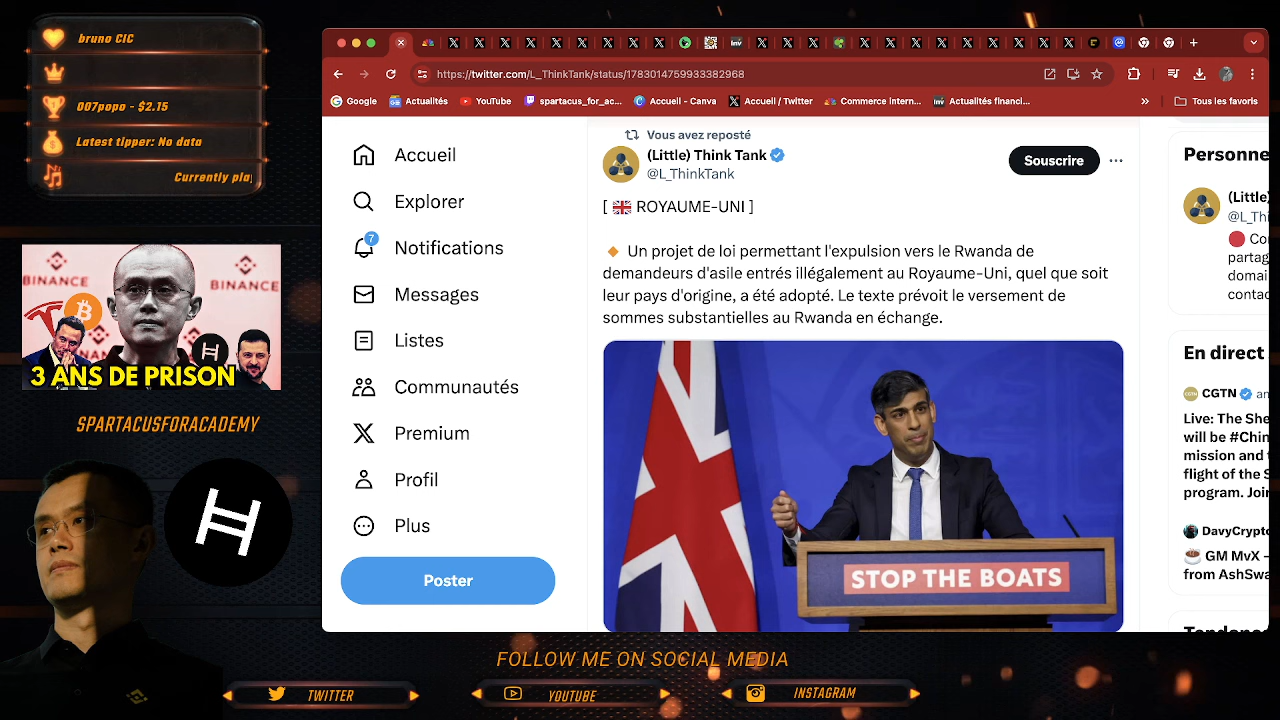 bruno CIC
007popo - $2.15
Latest tipper: No data
Currently pla
BINANCE
BINANCE
3 ANS DE PRISON
SPARTACUSFORACADEMY
https://twitter.com/L_ThinkTank/status/1783014759933382968
Google
Actualités
YouTube
spartacus_for_ac...
Accueil - Canva
Accueil / Twitter
Commerce intern...
inv
Actualités financi...
»
Tous les favoris
Accueil
Explorer
7
Notifications
Messages
Listes
Communautés
Premium
Profil
Plus
Poster
Vous avez reposté
(Little) Think Tank
@L_ThinkTank
Souscrire
[ 🇬🇧 ROYAUME-UNI ]
🔸 Un projet de loi permettant l'expulsion vers le Rwanda de
demandeurs d'asile entrés illégalement au Royaume-Uni, quel que soit
leur pays d'origine, a été adopté. Le texte prévoit le versement de
sommes substantielles au Rwanda en échange.
STOP THE BOATS
Personne
(Little)
@L_Thi
🔴 Co
partag
domai
contac
En direct
CGTN
an
Live: The She
will be #Chin
mission and t
flight of the S
program. Joi
DavyCrypto
☕ GM MvX –
from AshSwa
Tendanc
FOLLOW ME ON SOCIAL MEDIA
TWITTER
YOUTUBE
INSTAGRAM